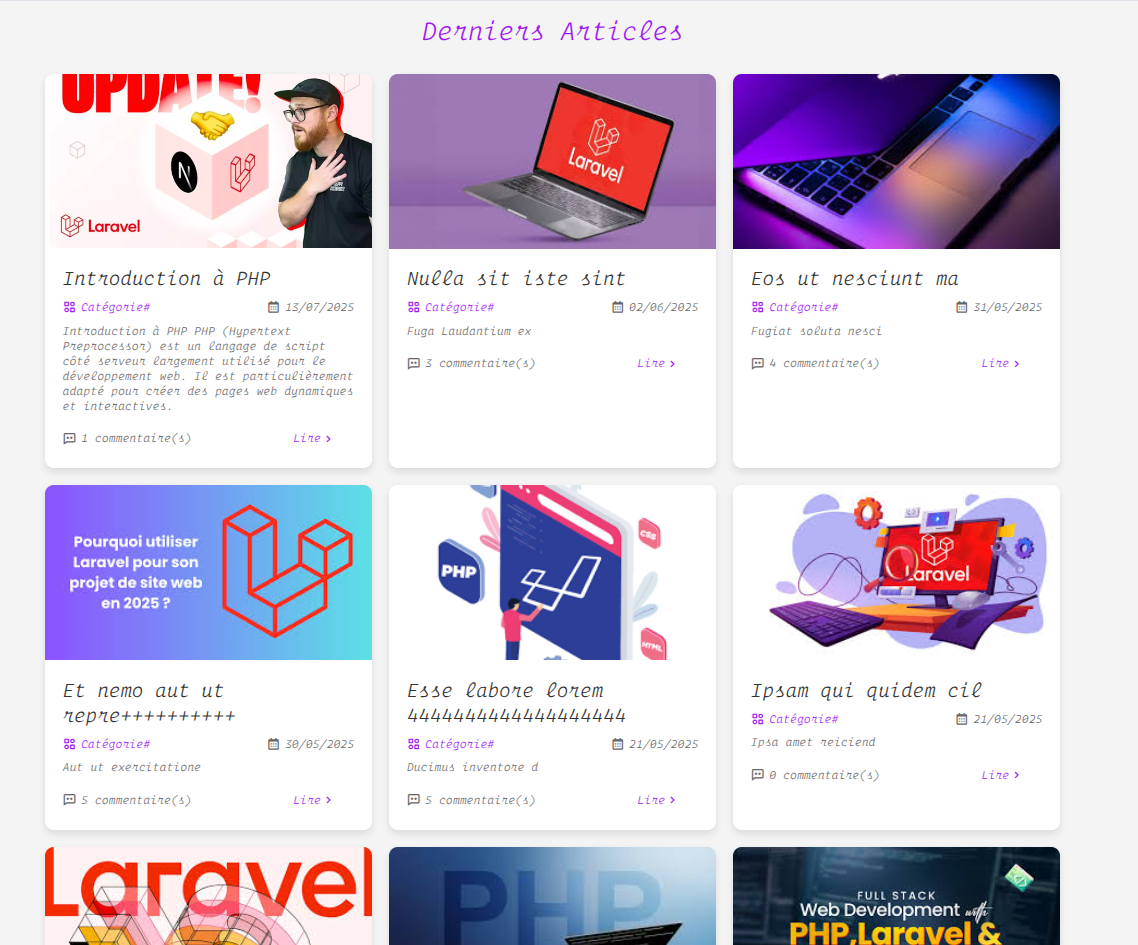 Derniers Articles
UPDATE!
N
Laravel
Introduction à PHP
Catégorie#
13/07/2025
Introduction à PHP PHP (Hypertext
Preprocessor) est un langage de script
côté serveur largement utilisé pour le
développement web. Il est particulièrement
adapté pour créer des pages web dynamiques
et interactives.
1 commentaire(s)
Lire
Laravel
Nulla sit iste sint
Catégorie#
02/06/2025
Fuga Laudantium ex
3 commentaire(s)
Lire
Eos ut nesciunt ma
Catégorie#
31/05/2025
Fugiat soluta nesci
4 commentaire(s)
Lire
Pourquoi utiliser
Laravel pour son
projet de site web
en 2025 ?
Et nemo aut ut
repre++++++++++
Catégorie#
30/05/2025
Aut ut exercitatione
5 commentaire(s)
Lire
PHP
CSS
HTML
Esse labore lorem
4444444444444444444
Catégorie#
21/05/2025
Ducimus inventore d
5 commentaire(s)
Lire
Laravel
Ipsam qui quidem cil
Catégorie#
21/05/2025
Ipsa amet reiciend
0 commentaire(s)
Lire
Laravel
PHP
FULL STACK
Web Development with
PHP,Laravel &